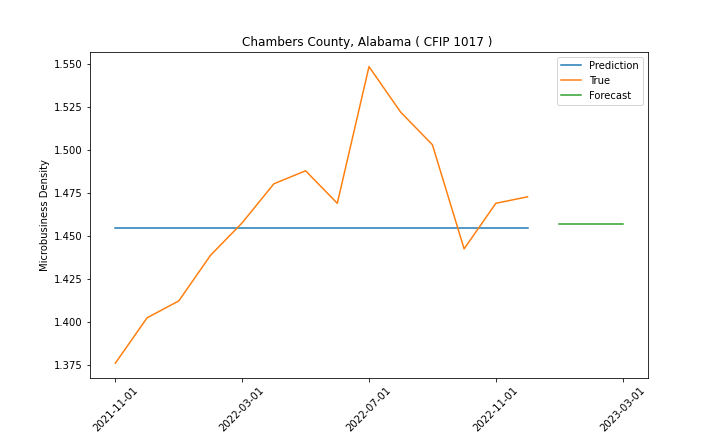 Chambers County, Alabama ( CFIP 1017 )
Prediction
True
Forecast
Microbusiness Density
1.550
1.525
1.500
1.475
1.450
1.425
1.400
1.375
2021-11-01
2022-03-01
2022-07-01
2022-11-01
2023-03-01